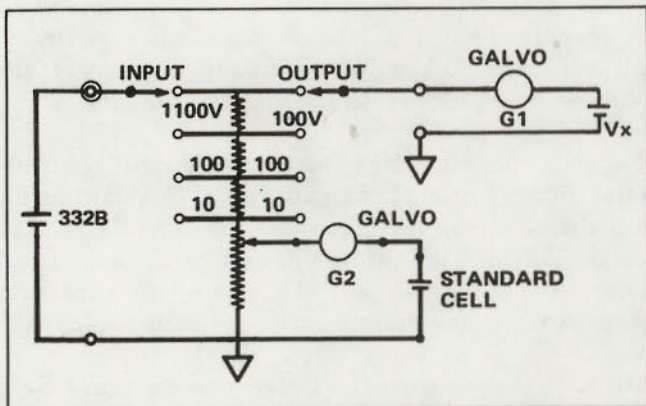 GALVO
INPUT OUTPUT
G1
Vx
1100V 100V
100 100
10 10
332B
GALVO
G2
STANDARD
CELL